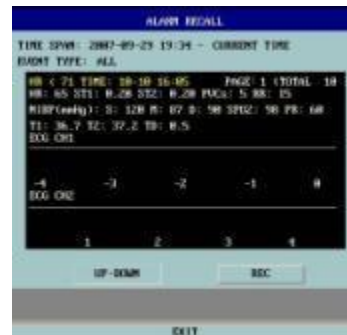 ALARM RECALL
TIME SPAN: 2007-09-29 19:34 - CURRENT TIME
EVENT TYPE: ALL
HR < 71 TIME: 10-10 16:05 PAGE 1 (TOTAL 10
HR: 65 ST1: 0.20 ST2: 0.20 PVCs: 5 RR: 15
NIBP(mmHg): S: 120 M: 87 D: 90 SPO2: 98 PR: 60
T1: 36.7 T2: 37.2 TD: 0.5
ECG CH1
-4 -3 -2 -1 0
ECG CH2
1 2 3 4
UP-DOWN REC
EXIT